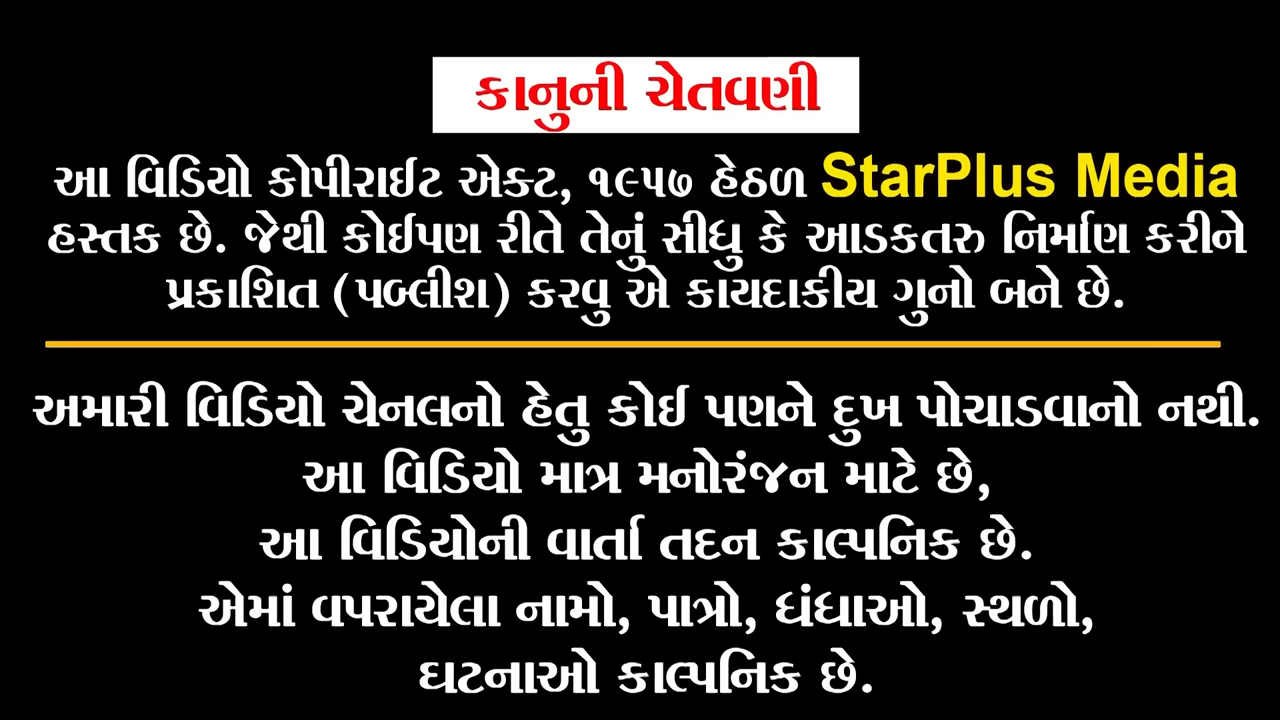 કાનુની ચેતવણી
આ વિડિયો કોપીરાઈટ એક્ટ, ૧૯૫૭ હેઠળ StarPlus Media
હસ્તક છે. જેથી કોઈપણ રીતે તેનું સીધુ કે આડકતરુ નિર્માણ કરીને
પ્રકાશિત (પબ્લીશ) કરવુ એ કાયદાકીય ગુનો બને છે.
અમારી વિડિયો ચેનલનો હેતુ કોઈ પણને દુખ પોચાડવાનો નથી.
આ વિડિયો માત્ર મનોરંજન માટે છે,
આ વિડિયોની વાર્તા તદન કાલ્પનિક છે.
એમાં વપરાયેલા નામો, પાત્રો, ધંધાઓ, સ્થળો,
ઘટનાઓ કાલ્પનિક છે.